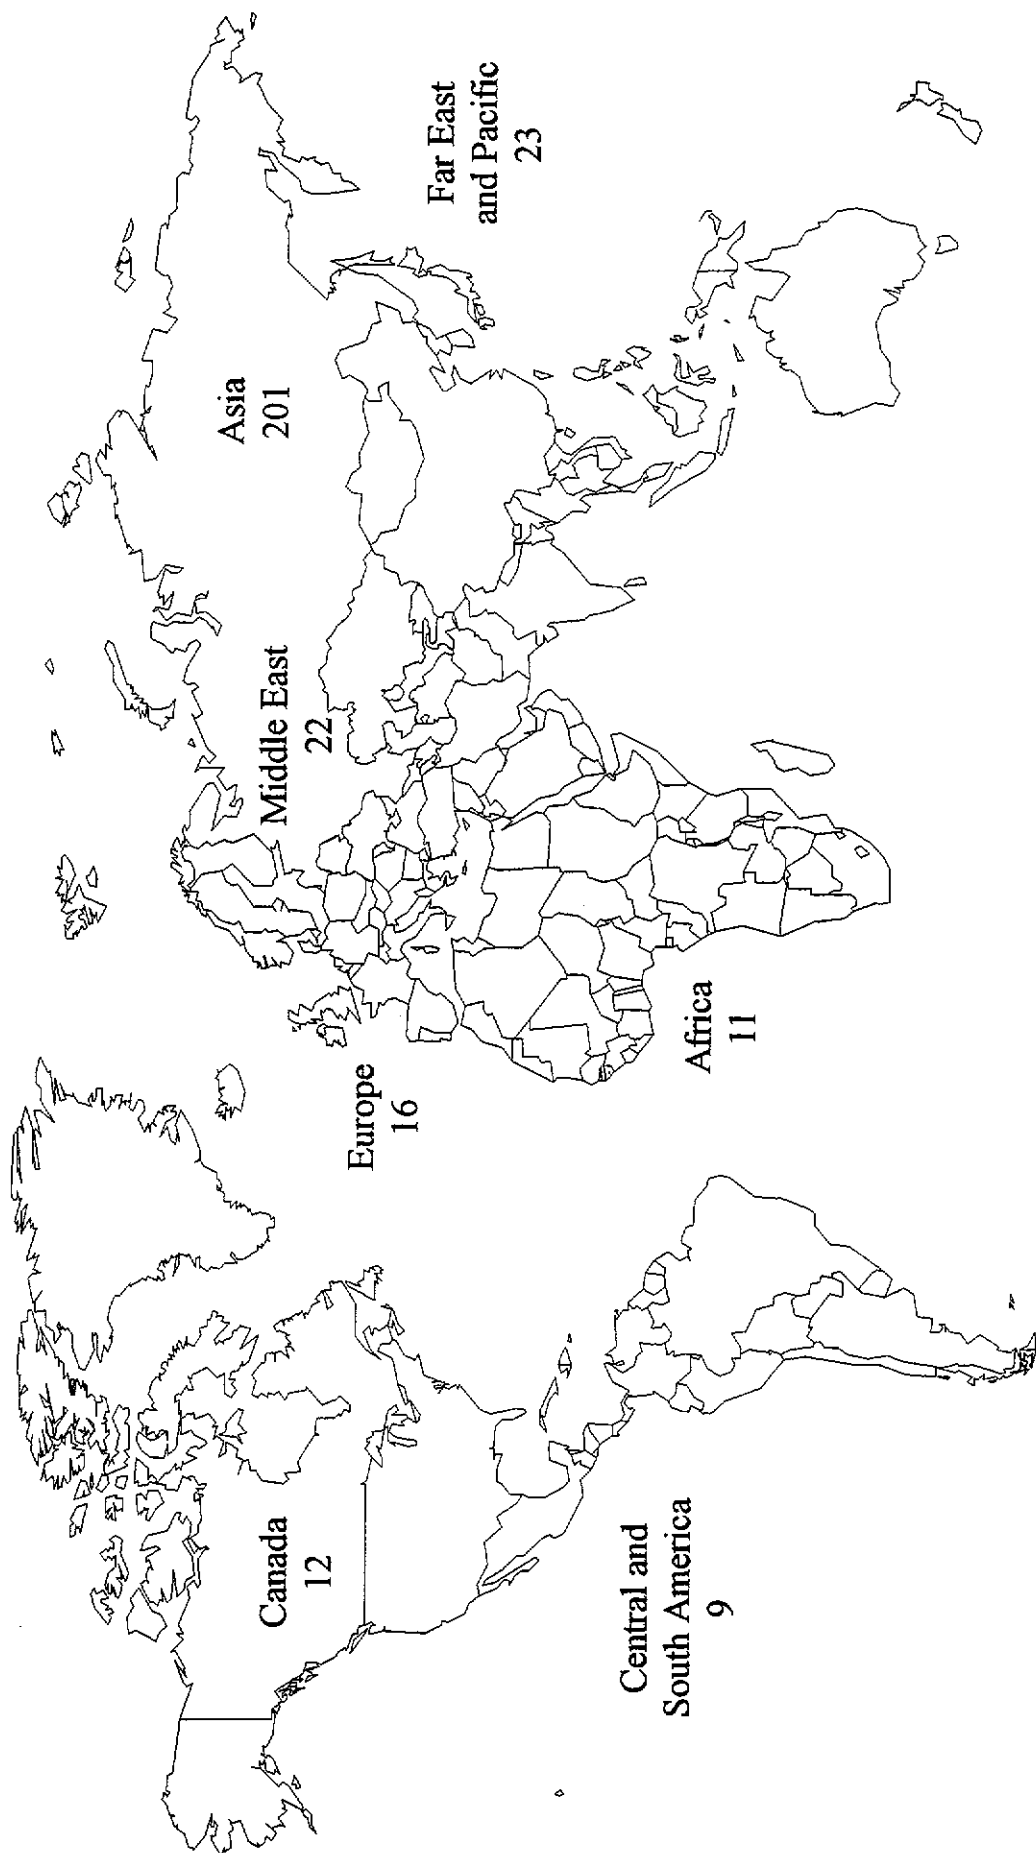 Canada
12
Central and
South America
9
Europe
16
Africa
11
Middle East
22
Asia
201
Far East
and Pacific
23